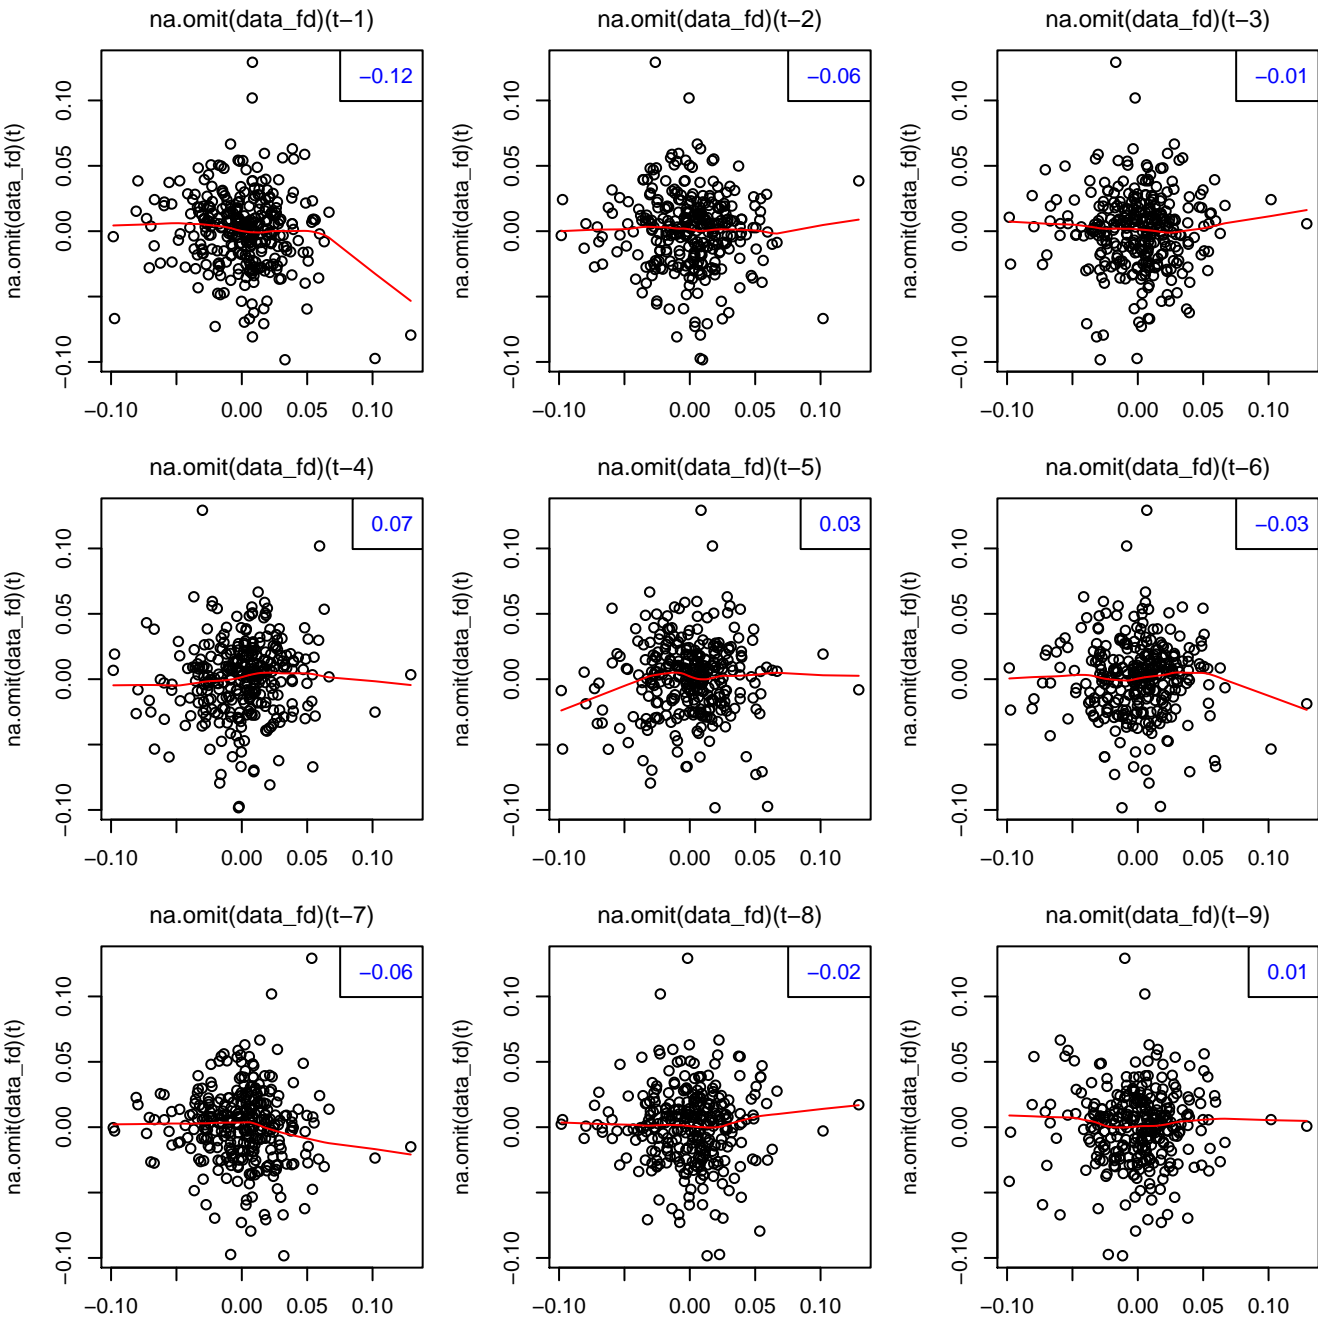 na.omit(data_fd)(t−1)
na.omit(data_fd)(t−2)
na.omit(data_fd)(t−3)
−0.12
−0.06
−0.01
na.omit(data_fd)(t)
na.omit(data_fd)(t)
na.omit(data_fd)(t)
0.10
0.05
0.00
−0.10
0.10
0.05
0.00
−0.10
0.10
0.05
0.00
−0.10
−0.10 0.00 0.05 0.10
−0.10 0.00 0.05 0.10
−0.10 0.00 0.05 0.10
na.omit(data_fd)(t−4)
na.omit(data_fd)(t−5)
na.omit(data_fd)(t−6)
0.07
0.03
−0.03
na.omit(data_fd)(t)
na.omit(data_fd)(t)
na.omit(data_fd)(t)
0.10
0.05
0.00
−0.10
0.10
0.05
0.00
−0.10
0.10
0.05
0.00
−0.10
−0.10 0.00 0.05 0.10
−0.10 0.00 0.05 0.10
−0.10 0.00 0.05 0.10
na.omit(data_fd)(t−7)
na.omit(data_fd)(t−8)
na.omit(data_fd)(t−9)
−0.06
−0.02
0.01
na.omit(data_fd)(t)
na.omit(data_fd)(t)
na.omit(data_fd)(t)
0.10
0.05
0.00
−0.10
0.10
0.05
0.00
−0.10
0.10
0.05
0.00
−0.10
−0.10 0.00 0.05 0.10
−0.10 0.00 0.05 0.10
−0.10 0.00 0.05 0.10